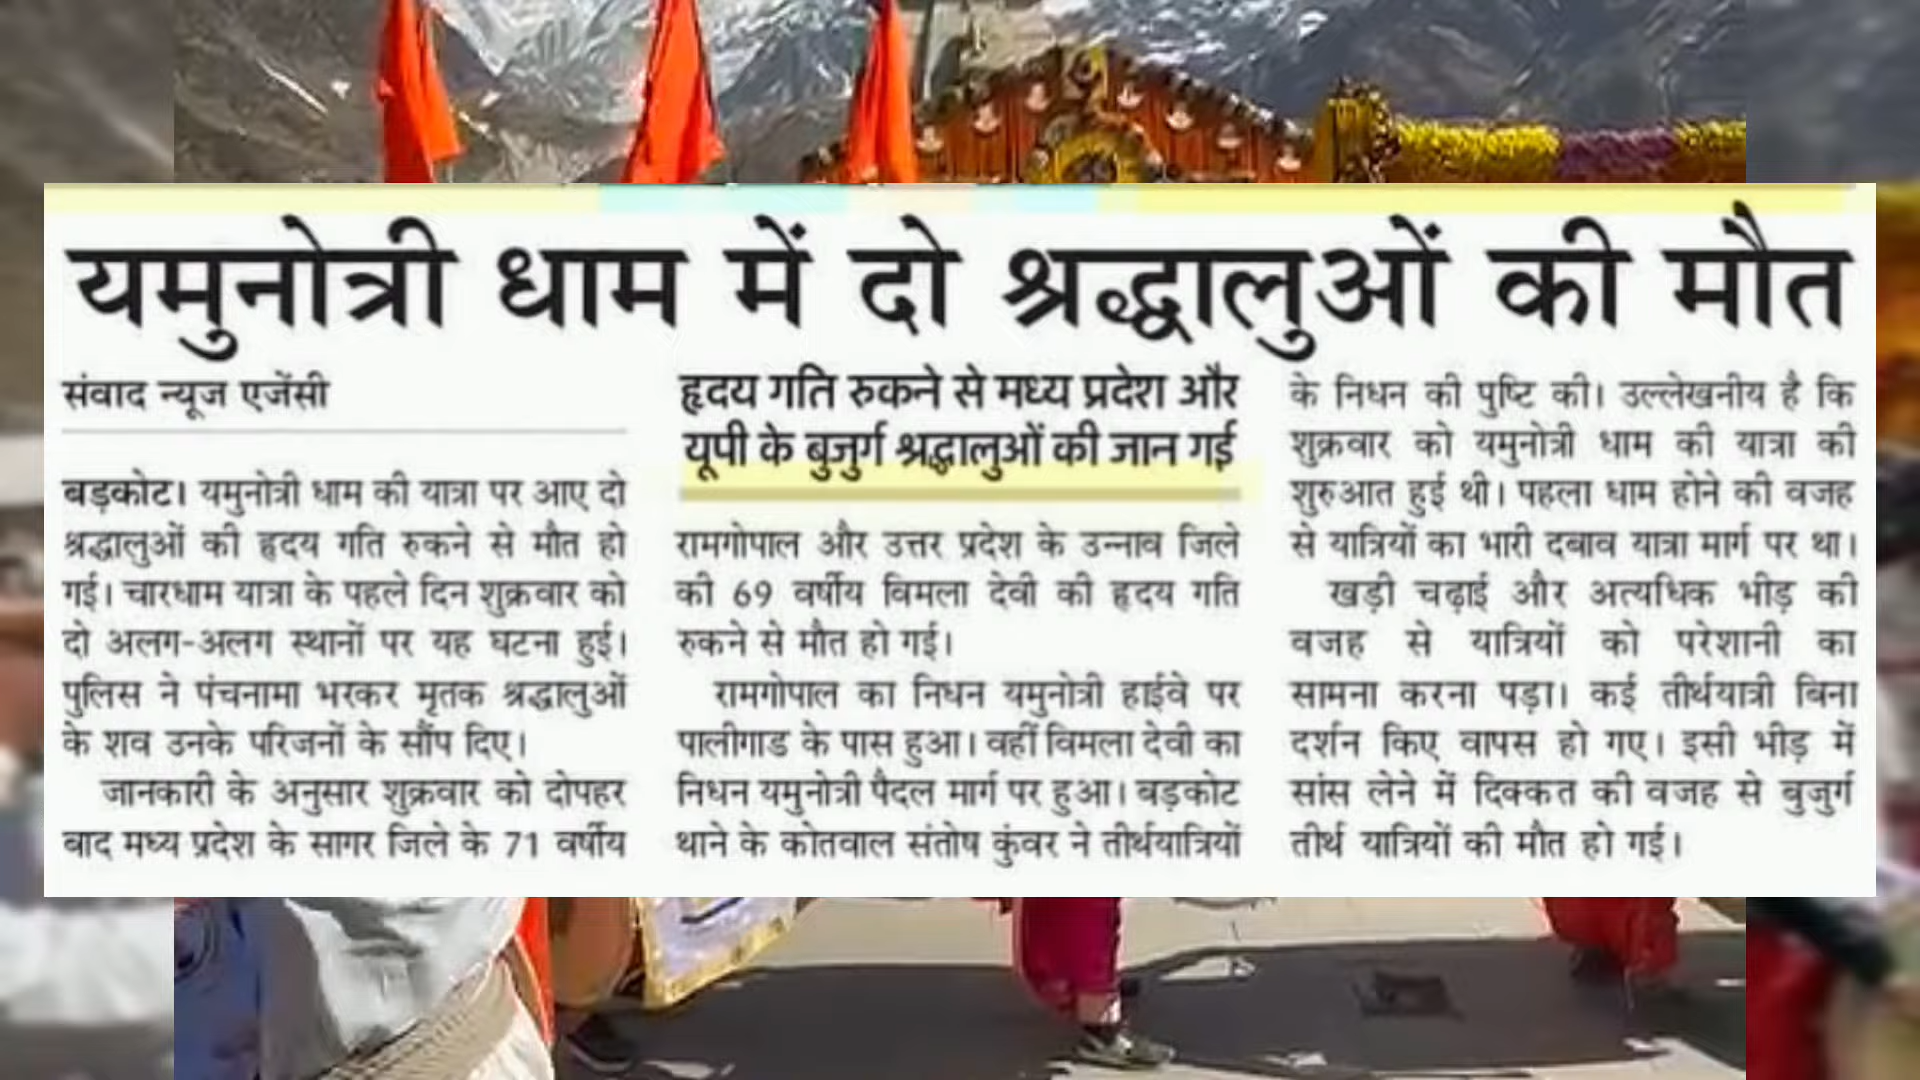 यमुनोत्री धाम में दो श्रद्धालुओं की मौत
संवाद न्यूज एजेंसी
बड़कोट। यमुनोत्री धाम की यात्रा पर आए दो
श्रद्धालुओं की हृदय गति रुकने से मौत हो
गई। चारधाम यात्रा के पहले दिन शुक्रवार को
दो अलग-अलग स्थानों पर यह घटना हुई।
पुलिस ने पंचनामा भरकर मृतक श्रद्धालुओं
के शव उनके परिजनों के सौंप दिए।
जानकारी के अनुसार शुक्रवार को दोपहर
बाद मध्य प्रदेश के सागर जिले के 71 वर्षीय
हृदय गति रुकने से मध्य प्रदेश और
यूपी के बुजुर्ग श्रद्धालुओं की जान गई
रामगोपाल और उत्तर प्रदेश के उन्नाव जिले
की 69 वर्षीय विमला देवी की हृदय गति
रुकने से मौत हो गई।
रामगोपाल का निधन यमुनोत्री हाईवे पर
पालीगाड के पास हुआ। वहीं विमला देवी का
निधन यमुनोत्री पैदल मार्ग पर हुआ। बड़कोट
थाने के कोतवाल संतोष कुंवर ने तीर्थयात्रियों
के निधन की पुष्टि की। उल्लेखनीय है कि
शुक्रवार को यमुनोत्री धाम की यात्रा की
शुरुआत हुई थी। पहला धाम होने की वजह
से यात्रियों का भारी दबाव यात्रा मार्ग पर था।
खड़ी चढ़ाई और अत्यधिक भीड़ की
वजह से यात्रियों को परेशानी का
सामना करना पड़ा। कई तीर्थयात्री बिना
दर्शन किए वापस हो गए। इसी भीड़ में
सांस लेने में दिक्कत की वजह से बुजुर्ग
तीर्थ यात्रियों की मौत हो गई।